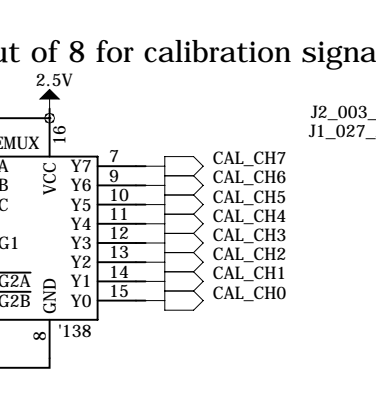 ut of 8 for calibration signa
2.5V
J2_003_
J1_027_
16
EMUX
VCC
A
B
C
G1
G2A
G2B
GND
Y7 7 CAL_CH7
Y6 9 CAL_CH6
Y5 10 CAL_CH5
Y4 11 CAL_CH4
Y3 12 CAL_CH3
Y2 13 CAL_CH2
Y1 14 CAL_CH1
Y0 15 CAL_CH0
8
'138